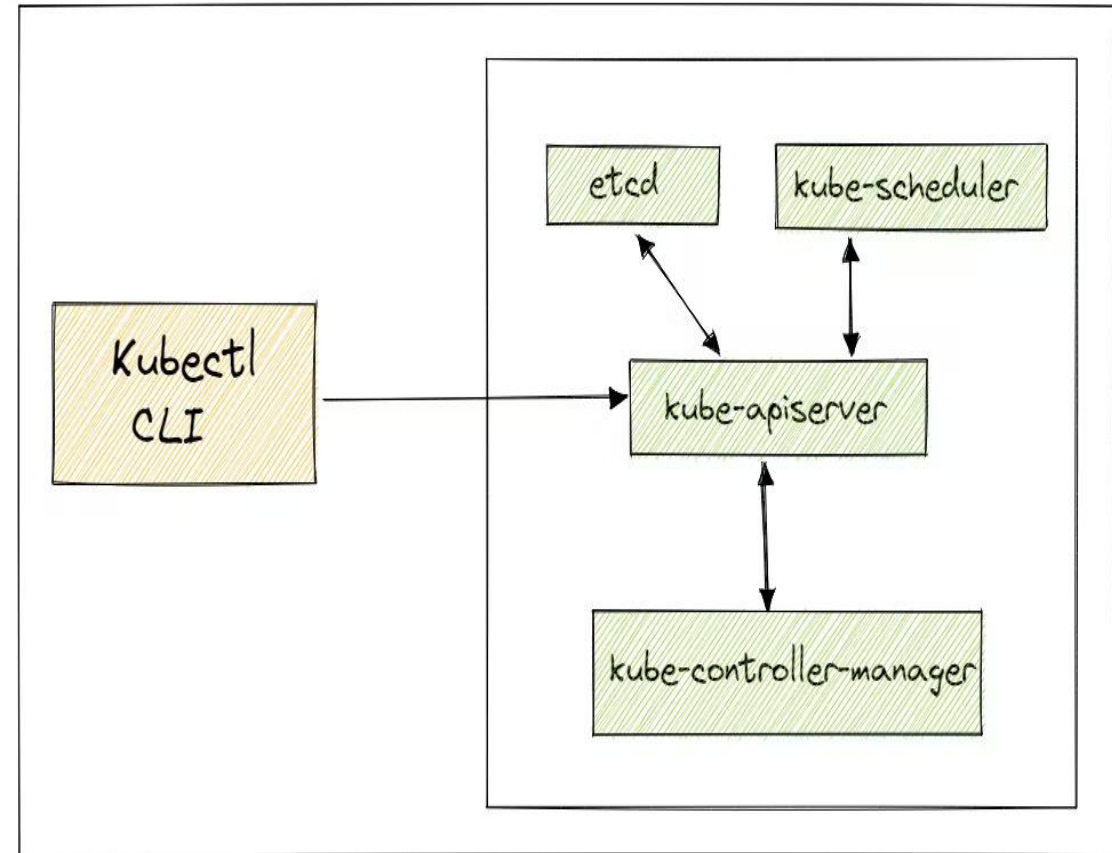 etcd
kube-scheduler
Kubectl
CLI
kube-apiserver
kube-controller-manager